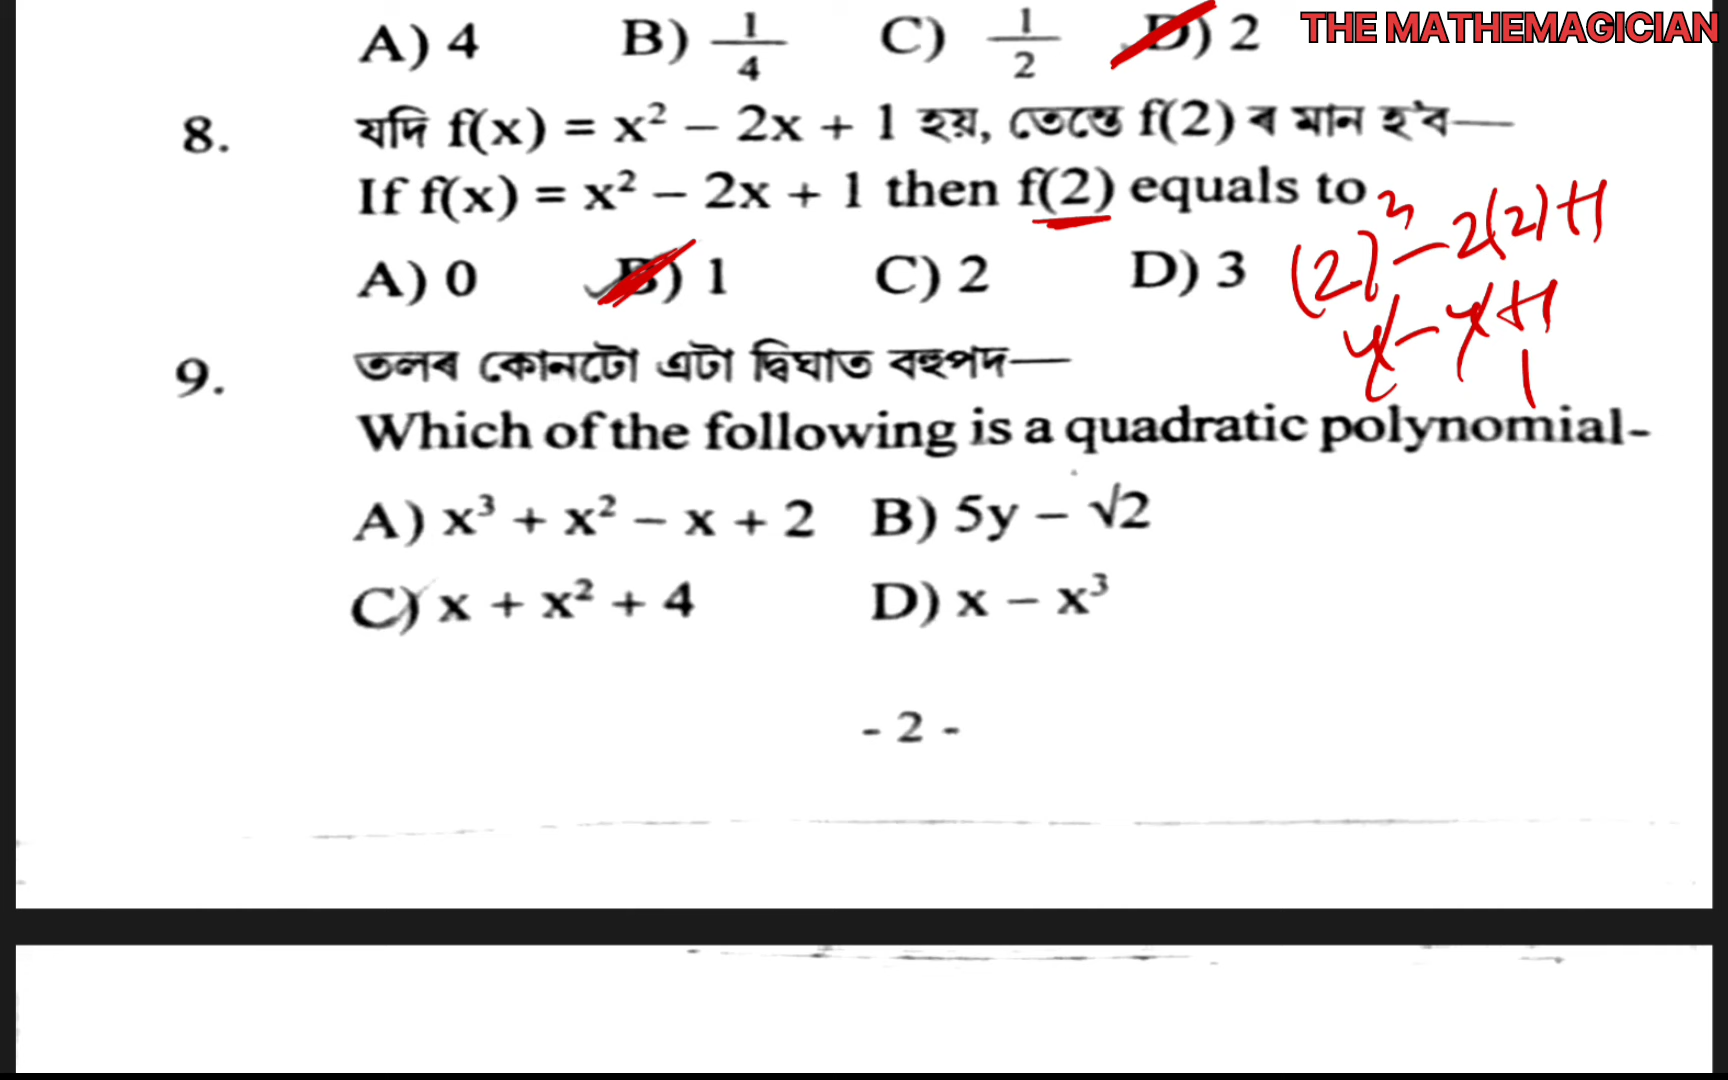 THE MATHEMAGICIAN
A) 4 B) 1/4 C) 1/2 D) 2
8. যদি f(x) = x² – 2x + 1 হয়, তেন্তে f(2) ৰ মান হ'ব—
If f(x) = x² – 2x + 1 then f(2) equals to
(2)² – 2(2) + 1
A) 0 B) 1 C) 2 D) 3
4 – 4 + 1
1
9. তলৰ কোনটো এটা দ্বিঘাত বহুপদ—
Which of the following is a quadratic polynomial-
A) x³ + x² – x + 2 B) 5y – √2
C) x + x² + 4 D) x – x³
- 2 -